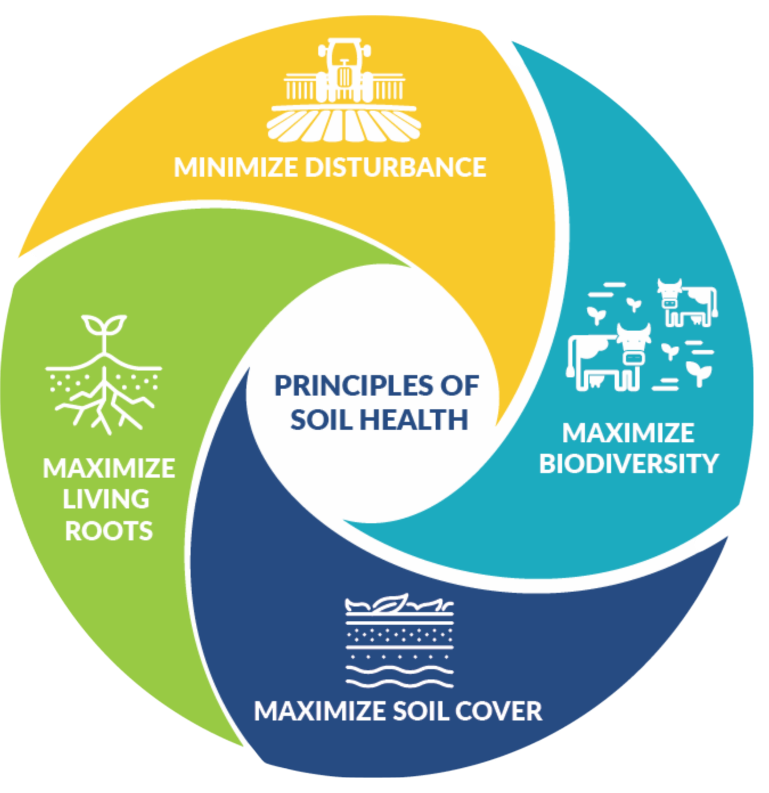 MINIMIZE DISTURBANCE
MAXIMIZE
BIODIVERSITY
PRINCIPLES OF
SOIL HEALTH
MAXIMIZE
LIVING
ROOTS
MAXIMIZE SOIL COVER